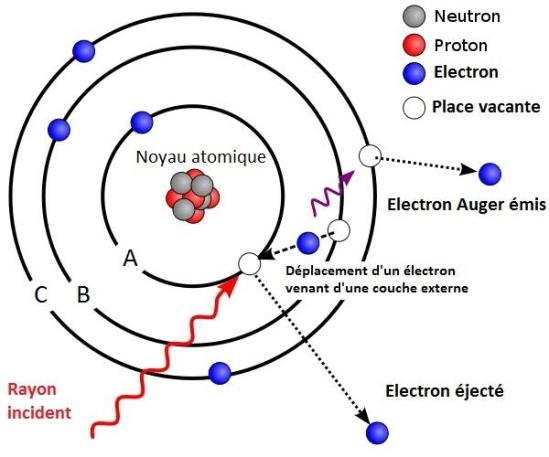 Neutron
Proton
Electron
Place vacante
Noyau atomique
Electron Auger émis
A
Déplacement d'un électron
venant d'une couche externe
C
B
Rayon
incident
Electron éjecté